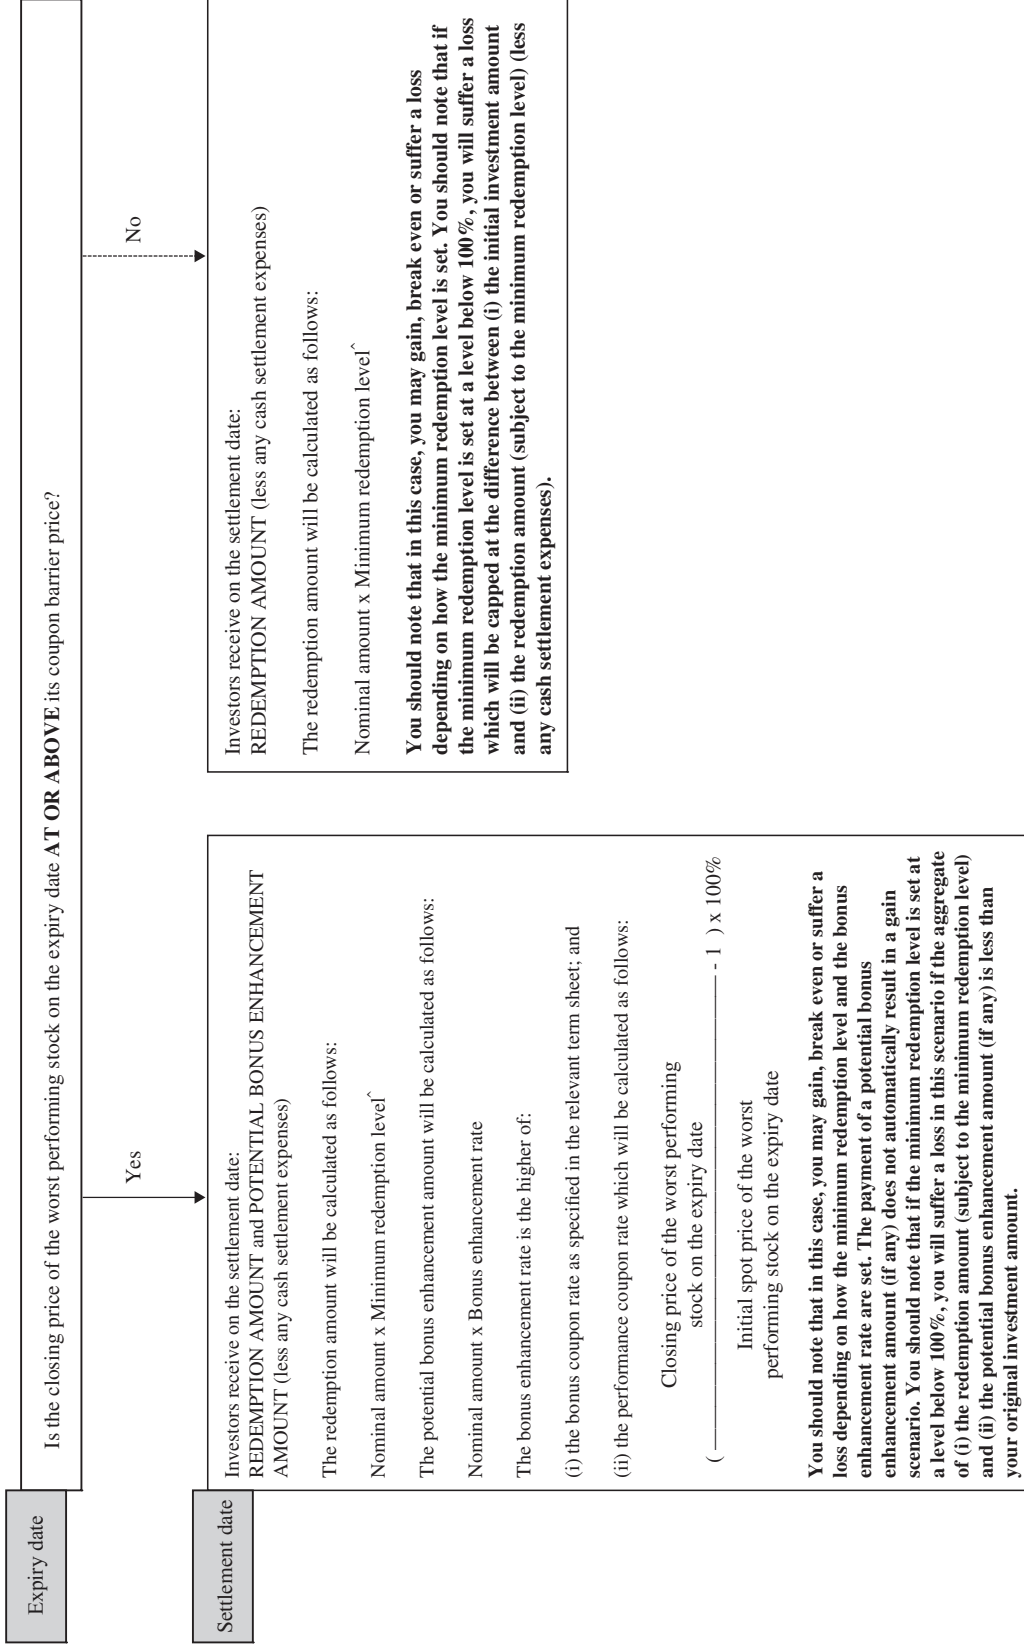 Expiry date
Is the closing price of the worst performing stock on the expiry date AT OR ABOVE its coupon barrier price?
Yes
No
Settlement date
Investors receive on the settlement date:
REDEMPTION AMOUNT and POTENTIAL BONUS ENHANCEMENT
AMOUNT (less any cash settlement expenses)
The redemption amount will be calculated as follows:
Nominal amount x Minimum redemption level^
The potential bonus enhancement amount will be calculated as follows:
Nominal amount x Bonus enhancement rate
The bonus enhancement rate is the higher of:
(i) the bonus coupon rate as specified in the relevant term sheet; and
(ii) the performance coupon rate which will be calculated as follows:
Closing price of the worst performing
stock on the expiry date
( - 1 ) x 100%
Initial spot price of the worst
performing stock on the expiry date
You should note that in this case, you may gain, break even or suffer a
loss depending on how the minimum redemption level and the bonus
enhancement rate are set. The payment of a potential bonus
enhancement amount (if any) does not automatically result in a gain
scenario. You should note that if the minimum redemption level is set at
a level below 100%, you will suffer a loss in this scenario if the aggregate
of (i) the redemption amount (subject to the minimum redemption level)
and (ii) the potential bonus enhancement amount (if any) is less than
your original investment amount.
Investors receive on the settlement date:
REDEMPTION AMOUNT (less any cash settlement expenses)
The redemption amount will be calculated as follows:
Nominal amount x Minimum redemption level^
You should note that in this case, you may gain, break even or suffer a loss
depending on how the minimum redemption level is set. You should note that if
the minimum redemption level is set at a level below 100%, you will suffer a loss
which will be capped at the difference between (i) the initial investment amount
and (ii) the redemption amount (subject to the minimum redemption level) (less
any cash settlement expenses).